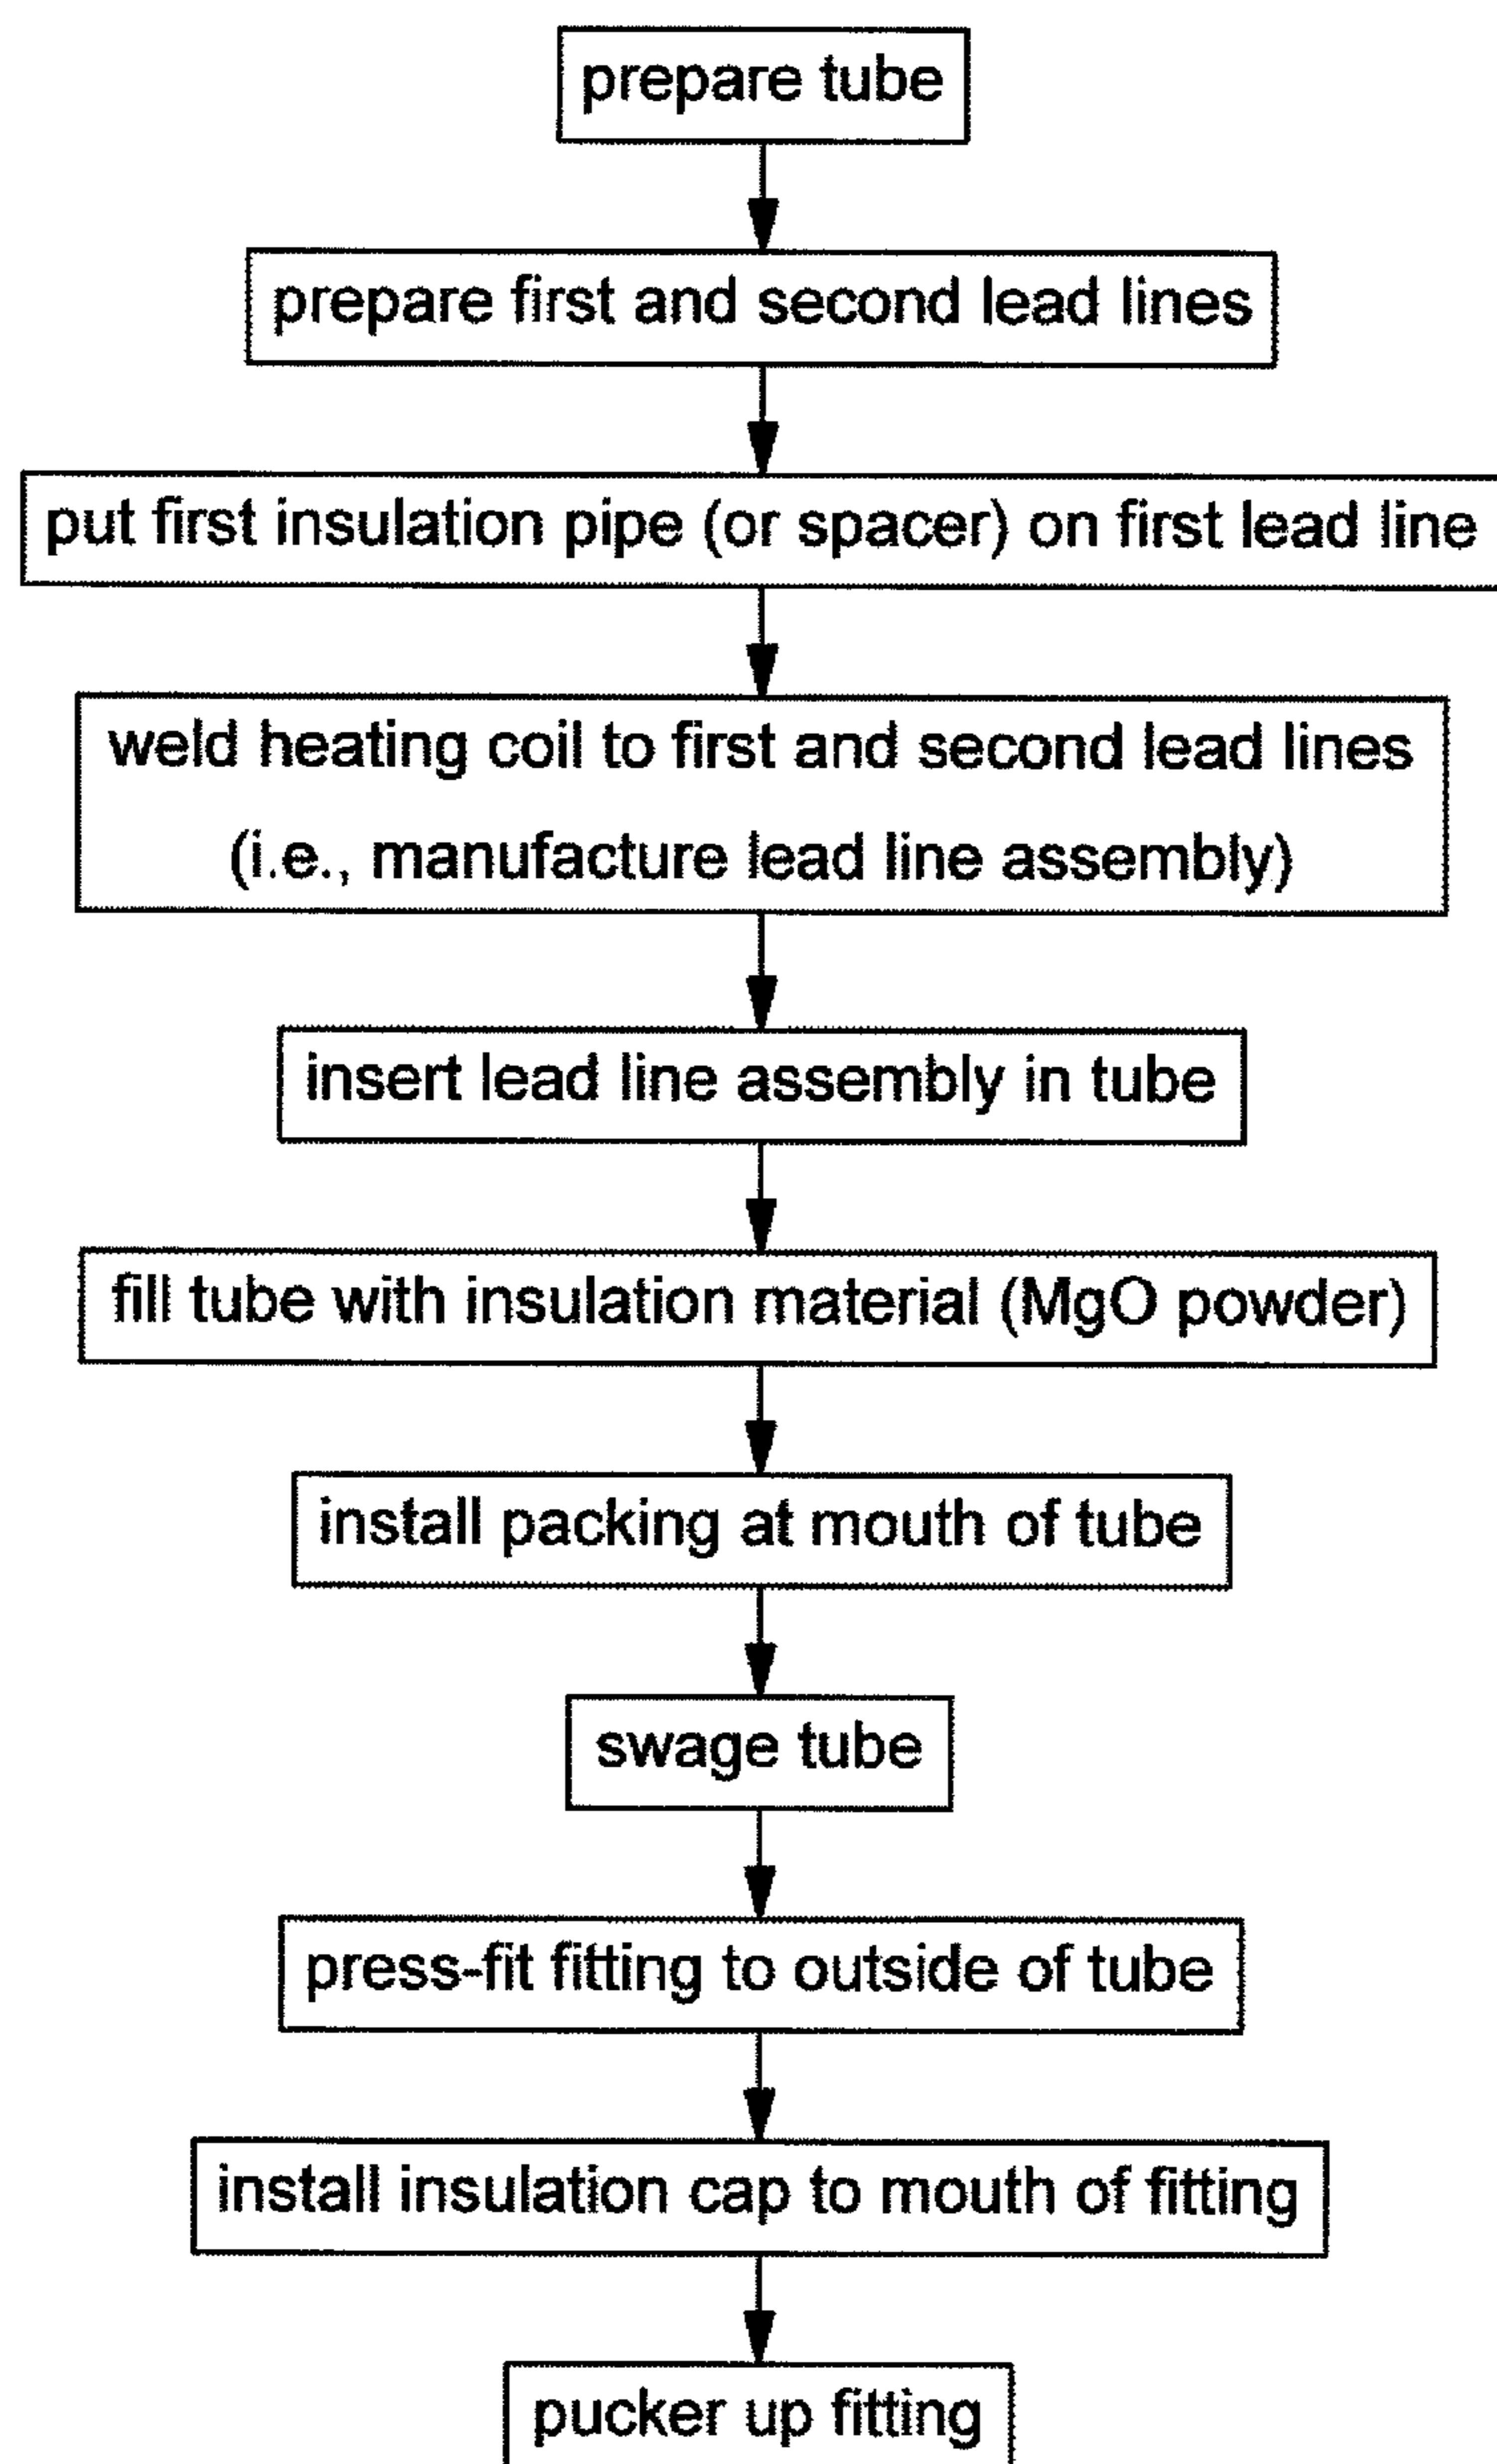 prepare tube
prepare first and second lead lines
put first insulation pipe (or spacer) on first lead line
weld heating coil to first and second lead lines
(i.e., manufacture lead line assembly)
insert lead line assembly in tube
fill tube with insulation material (MgO powder)
install packing at mouth of tube
swage tube
press-fit fitting to outside of tube
install insulation cap to mouth of fitting
pucker up fitting